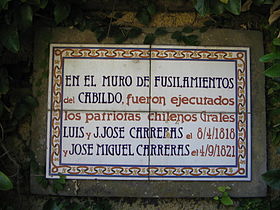 EN EL MURO DE FUSILAMIENTOS
del CABILDO, fueron ejecutados
los patriotas chilenos Grales
LUIS y J.JOSE CARRERAS el 8/4/1818
y JOSE MIGUEL CARRERAS el 4/9/1821